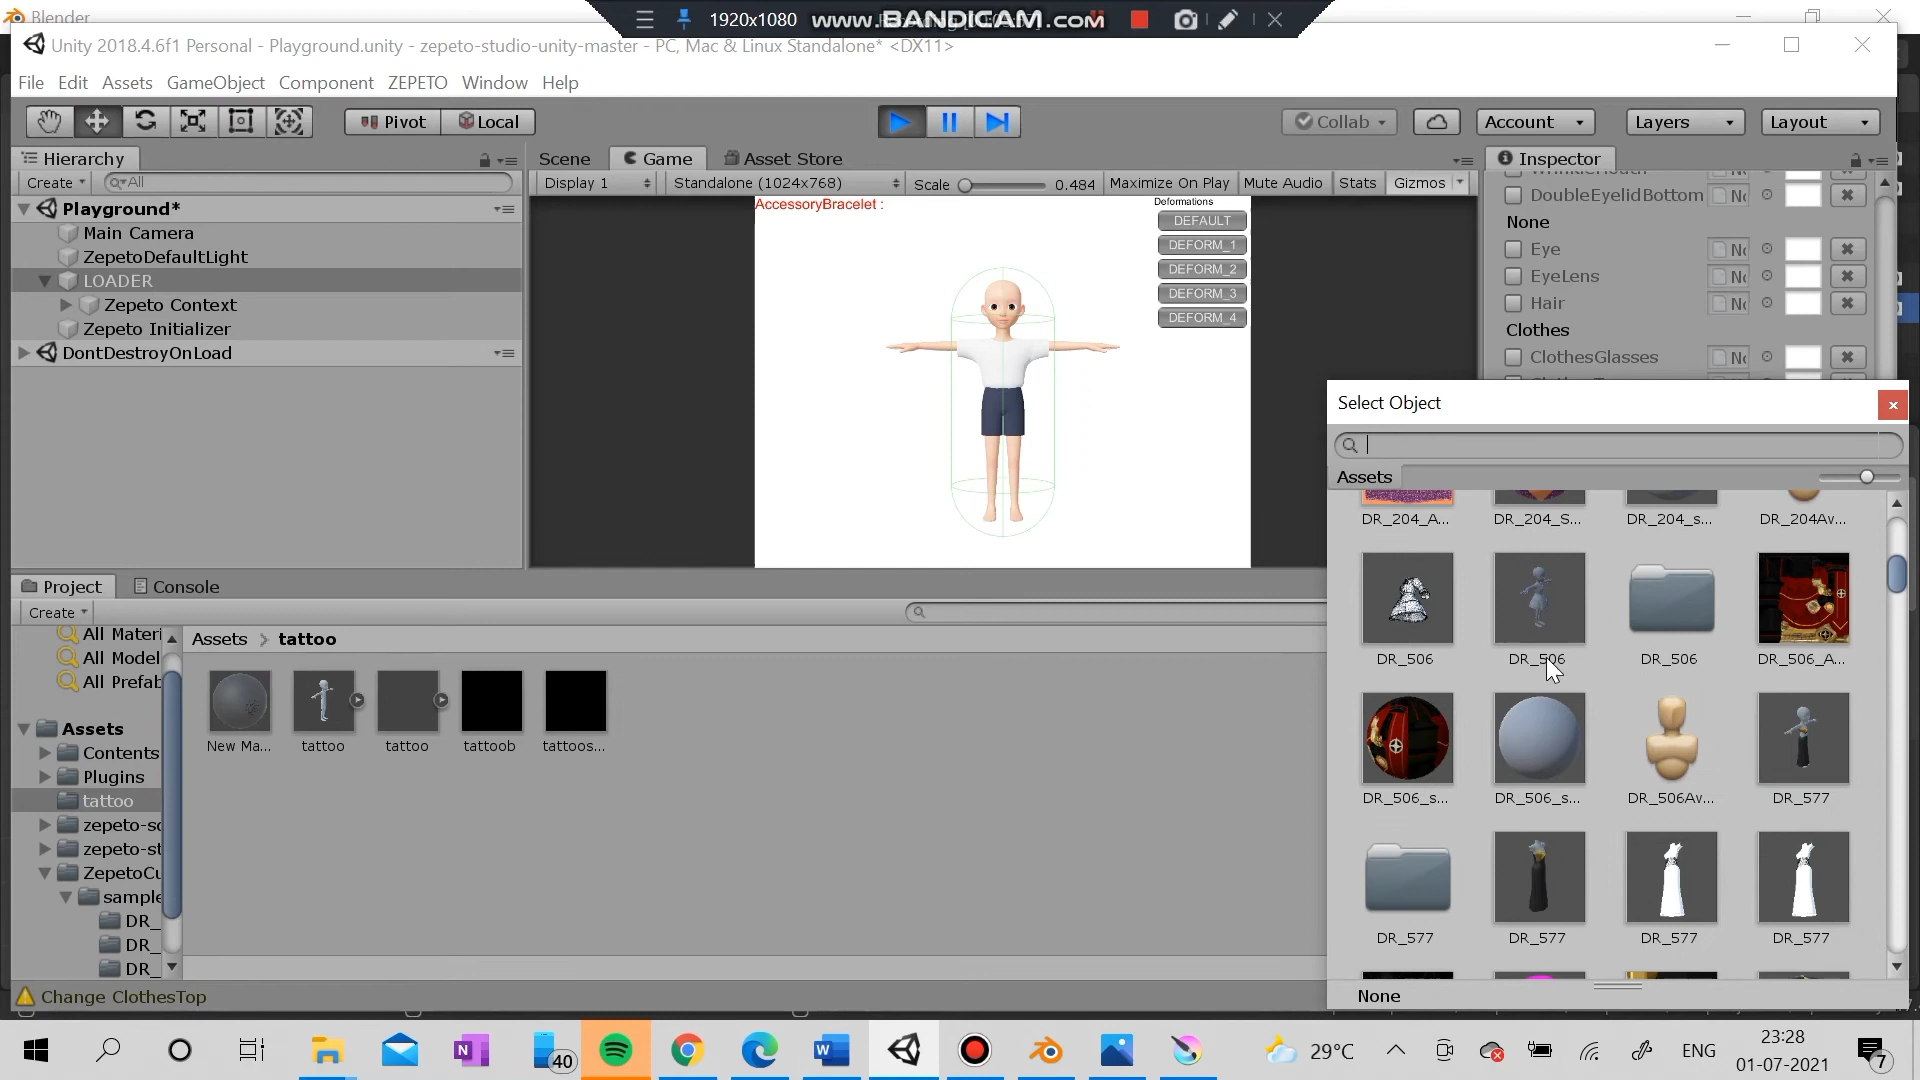 Blender
1920x1080 www.BANDICAM.com
Unity 2018.4.6f1 Personal - Playground.unity - zepeto-studio-unity-master - PC, Mac & Linux Standalone* <DX11>
File Edit Assets GameObject Component ZEPETO Window Help
Pivot Local Collab Account Layers Layout
Hierarchy Scene Game Asset Store Inspector
Create All Display 1 Standalone (1024x768) Scale 0.484 Maximize On Play Mute Audio Stats Gizmos
DoubleEyelidBottom
Playground*
AccessoryBracelet :
Deformations
DEFAULT
DEFORM_1
DEFORM_2
DEFORM_3
DEFORM_4
Main Camera
ZepetoDefaultLight
LOADER
Zepeto Context
Zepeto Initializer
DontDestroyOnLoad
None
Eye
EyeLens
Hair
Clothes
ClothesGlasses
Select Object
Assets
DR_204_A... DR_204_S... DR_204_s... DR_204Av...
DR_506 DR_506 DR_506 DR_506_A...
DR_506_s... DR_506_s... DR_506Av... DR_577
DR_577 DR_577 DR_577 DR_577
None
Project Console
Create
All Materi
All Model
All Prefab
Assets
Contents
Plugins
tattoo
zepeto-sc
zepeto-st
ZepetoCu
sample
DR_
DR_
DR_
Assets > tattoo
New Ma... tattoo tattoo tattoob tattoos...
Change ClothesTop
40
29°C
ENG
23:28
01-07-2021
7